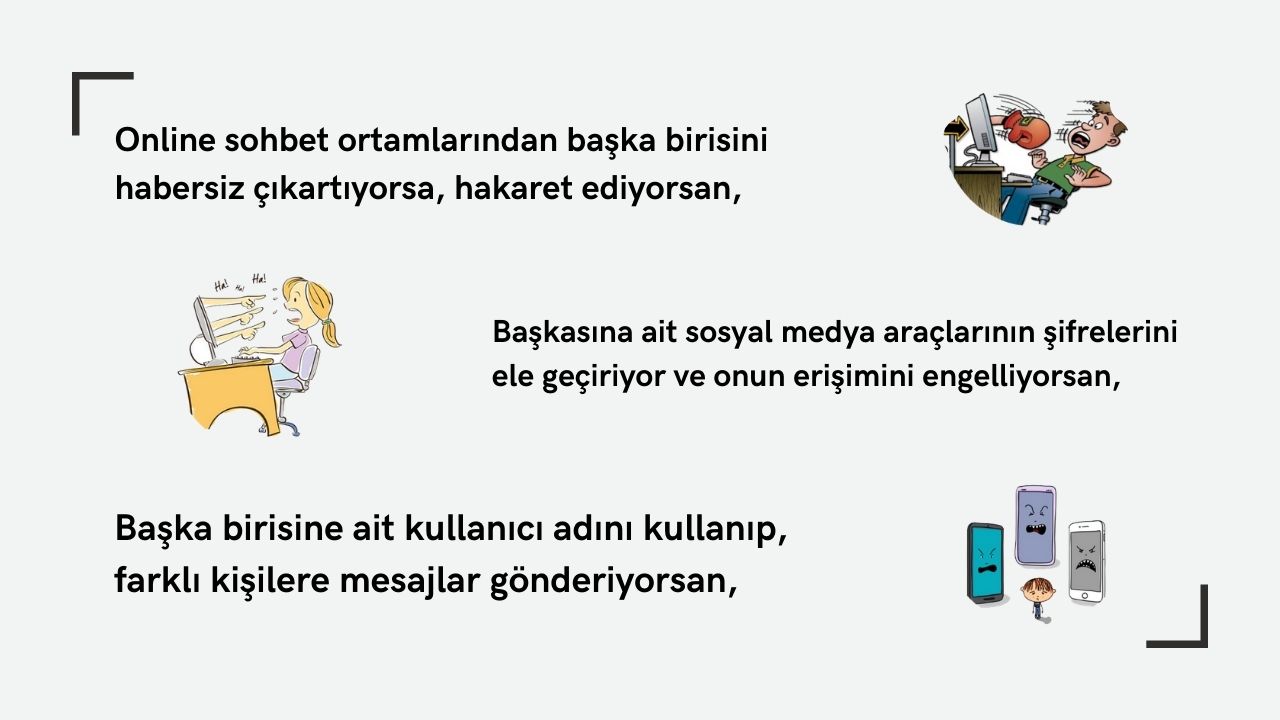 Online sohbet ortamlarından başka birisini
habersiz çıkartıyorsa, hakaret ediyorsan,
Ha! Ha! Ha!
Başkasına ait sosyal medya araçlarının şifrelerini
ele geçiriyor ve onun erişimini engelliyorsan,
Başka birisine ait kullanıcı adını kullanıp,
farklı kişilere mesajlar gönderiyorsan,